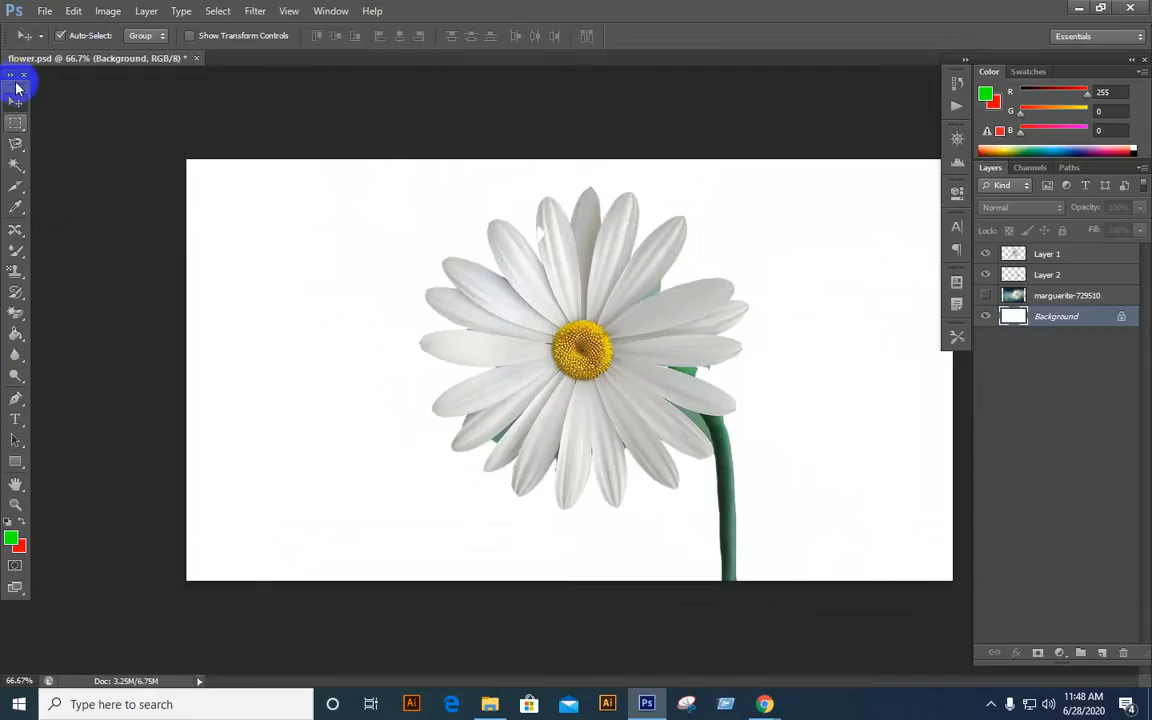 Ps File Edit Image Layer Type Select Filter View Window Help
Auto-Select: Group Show Transform Controls Essentials
flower.psd @ 66.7% (Background, RGB/8) *
Color Swatches
R 255
G 0
B 0
Layers Channels Paths
Kind
Normal Opacity: 100%
Lock: Fill: 100%
Layer 1
Layer 2
marguerite-729510
Background
66.67% Doc: 3.25M/6.75M
Type here to search
11:48 AM
6/28/2020
4